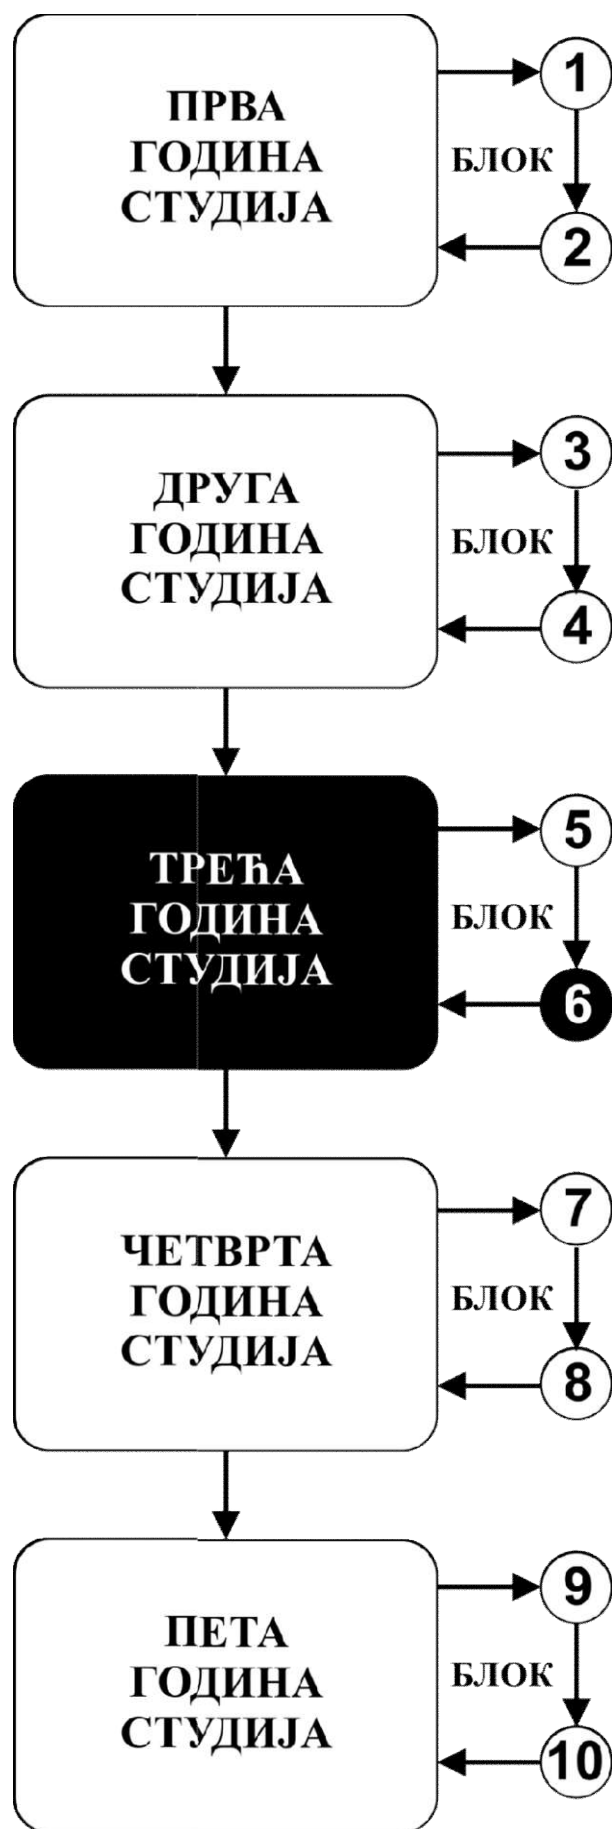 ПРВА
ГОДИНА
СТУДИЈА
1
БЛОК
2
ДРУГА
ГОДИНА
СТУДИЈА
3
БЛОК
4
ТРЕЋА
ГОДИНА
СТУДИЈА
5
БЛОК
6
ЧЕТВРТА
ГОДИНА
СТУДИЈА
7
БЛОК
8
ПЕТА
ГОДИНА
СТУДИЈА
9
БЛОК
10